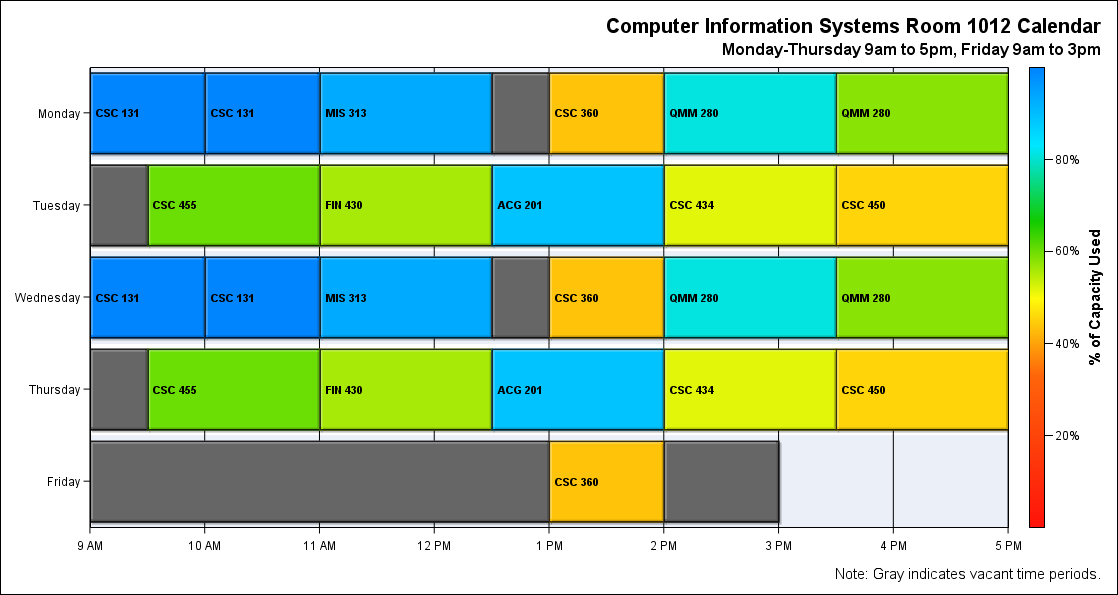 Computer Information Systems Room 1012 Calendar
Monday-Thursday 9am to 5pm, Friday 9am to 3pm
Monday
CSC 131
CSC 131
MIS 313
CSC 360
QMM 280
QMM 280
Tuesday
CSC 455
FIN 430
ACG 201
CSC 434
CSC 450
Wednesday
CSC 131
CSC 131
MIS 313
CSC 360
QMM 280
QMM 280
Thursday
CSC 455
FIN 430
ACG 201
CSC 434
CSC 450
Friday
CSC 360
9 AM
10 AM
11 AM
12 PM
1 PM
2 PM
3 PM
4 PM
5 PM
80%
60%
40%
20%
% of Capacity Used
Note: Gray indicates vacant time periods.